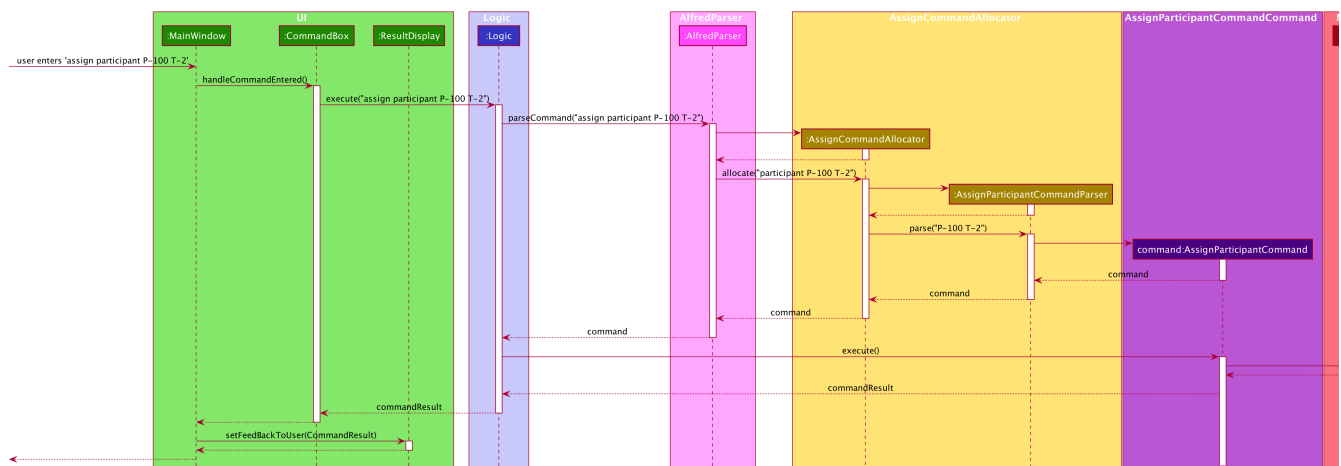 UI
Logic
AlfredParser
AssignCommandAllocator
AssignParticipantCommandCommand
:MainWindow
:CommandBox
:ResultDisplay
:Logic
:AlfredParser
user enters 'assign participant P-100 T-2'
handleCommandEntered()
execute("assign participant P-100 T-2")
parseCommand("assign participant P-100 T-2")
:AssignCommandAllocator
allocate("participant P-100 T-2")
:AssignParticipantCommandParser
parse("P-100 T-2")
command:AssignParticipantCommand
command
command
command
command
execute()
commandResult
commandResult
setFeedBackToUser(CommandResult)